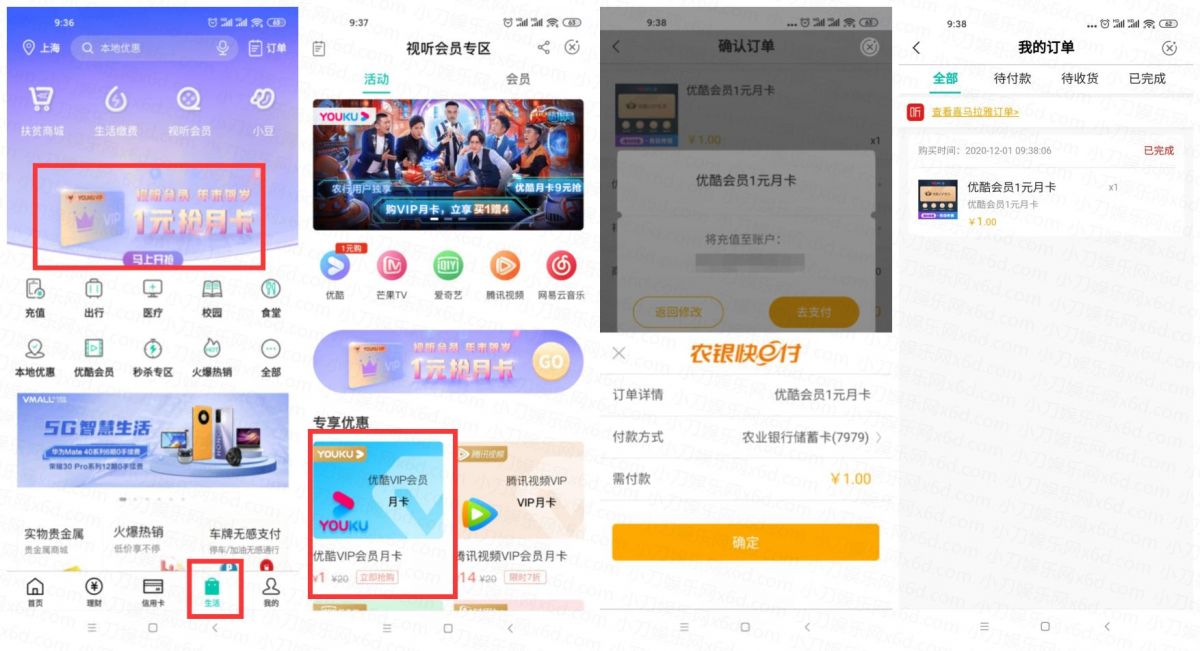 9:36
63
上海
本地优惠
订单
扶贫商城
生活缴费
视听会员
小豆
YOUKU VIP
VIP
视听会员 年末贺岁
1元抢月卡
马上开抢
充值
出行
医疗
校园
食堂
本地优惠
优酷会员
秒杀专区
火爆热销
全部
VMALL
5G智慧生活
华为Mate 40系列6期0手续费
荣耀30 Pro系列12期0手续费
实物贵金属
贵金属商城
火爆热销
低价享不停
车牌无感支付
停车/加油无感通行
首页
理财
信用卡
生活
我的
9:37
63
视听会员专区
活动
会员
YOUKU
农行用户独享
优酷月卡9元抢
购VIP月卡，立享买1赠4
1元购
优酷
芒果TV
爱奇艺
腾讯视频
网易云音乐
视听会员 年末贺岁
1元抢月卡
VIP
GO
专享优惠
YOUKU
优酷VIP会员
月卡
YOUKU
优酷VIP会员月卡
¥1 ¥20 立即抢购
腾讯视频
腾讯视频VIP
VIP月卡
腾讯视频VIP会员月卡
14 ¥20 限时7折
9:38
63
确认订单
优酷会员1元月卡
¥1.00
x1
优酷会员1元月卡
将充值至账户：
返回修改
去支付
农银快e付
订单详情
优酷会员1元月卡
付款方式
农业银行储蓄卡(7979)
需付款
¥1.00
确定
9:38
62
我的订单
全部
待付款
待收货
已完成
听
查看喜马拉雅订单>
购买时间：2020-12-01 09:38:06
已完成
优酷会员1元月卡
x1
优酷会员1元月卡
¥1.00
小刀娱乐网x6d.com